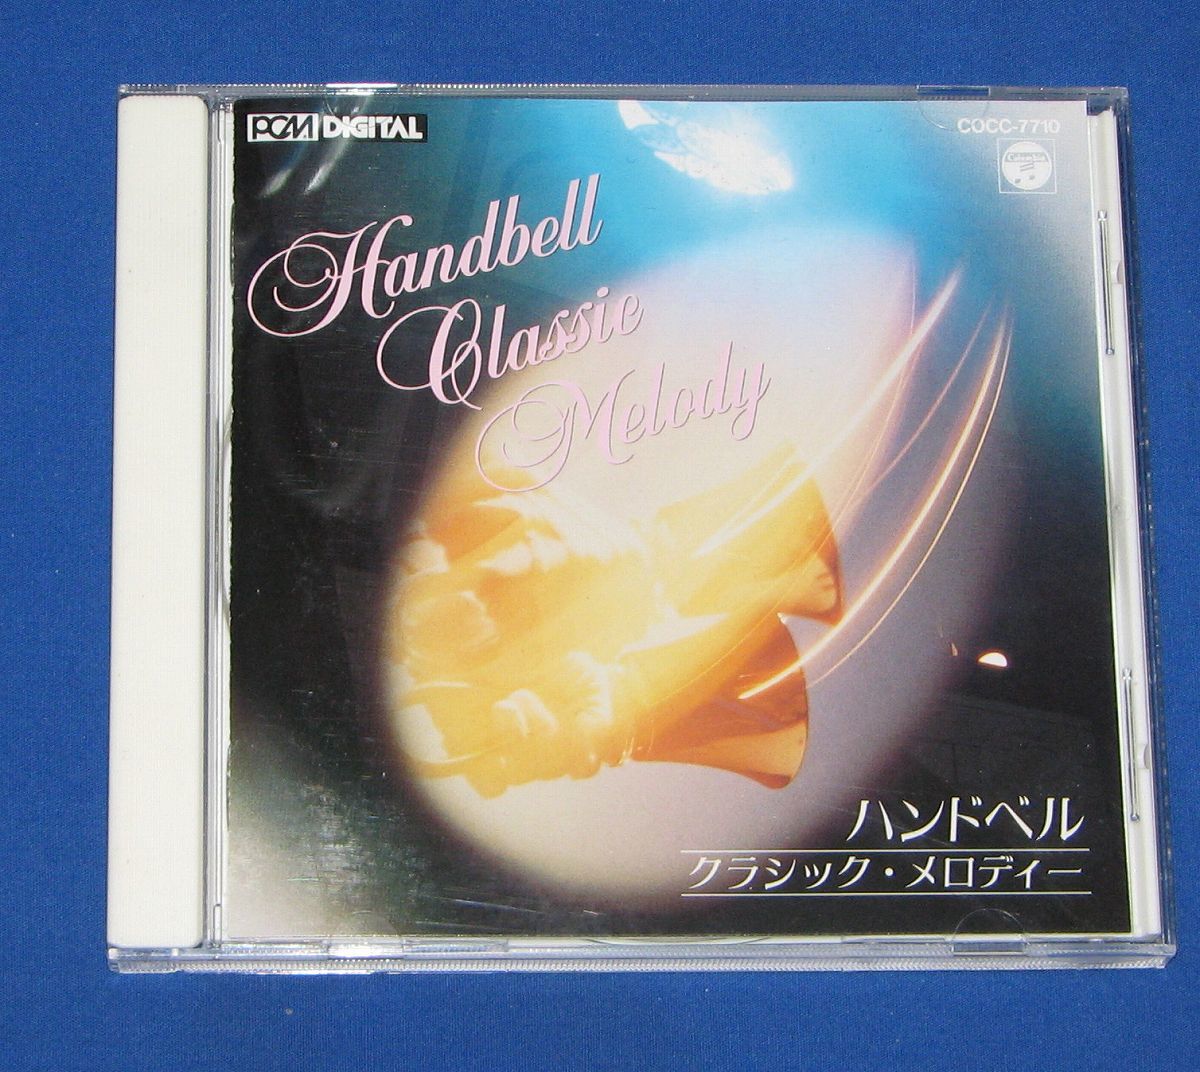 PCM DIGITAL
COCC-7710
Columbia
Handbell
Classic
Melody
ハンドベル
クラシック・メロディー